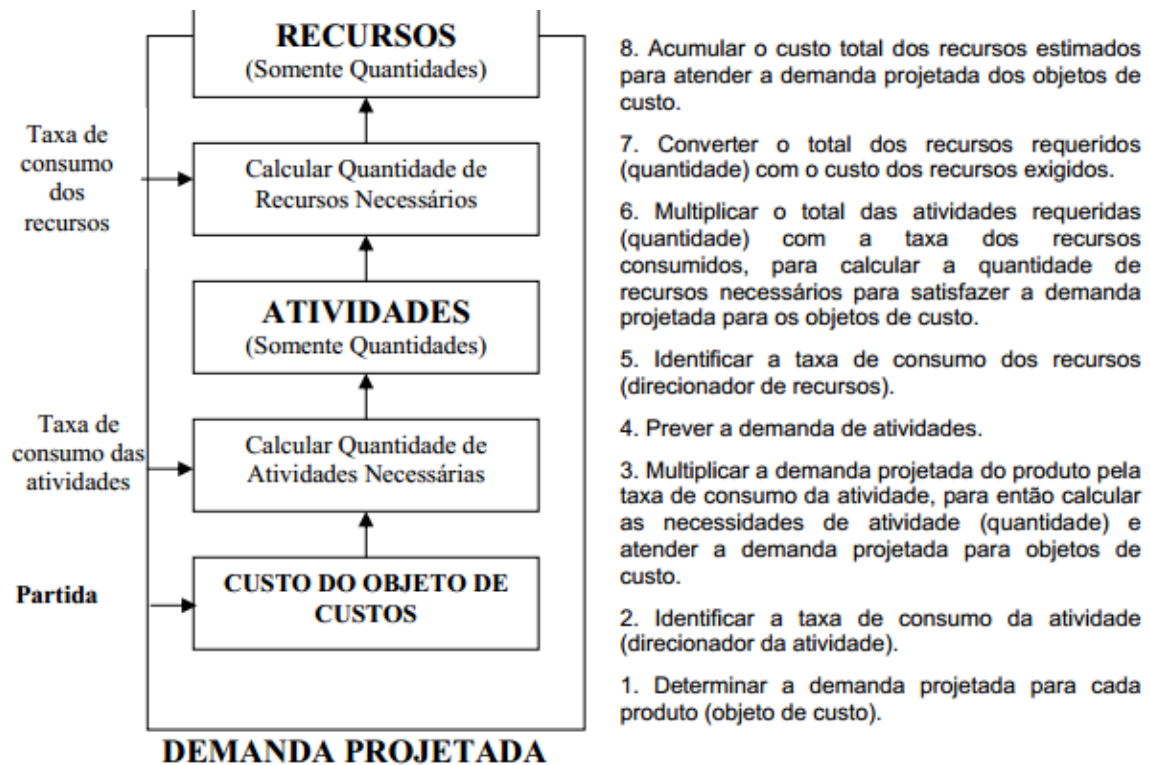 RECURSOS
(Somente Quantidades)
Taxa de
consumo
dos
recursos
Calcular Quantidade de
Recursos Necessários
ATIVIDADES
(Somente Quantidades)
Taxa de
consumo das
atividades
Calcular Quantidade de
Atividades Necessárias
Partida
CUSTO DO OBJETO DE
CUSTOS
DEMANDA PROJETADA
8. Acumular o custo total dos recursos estimados
para atender a demanda projetada dos objetos de
custo.
7. Converter o total dos recursos requeridos
(quantidade) com o custo dos recursos exigidos.
6. Multiplicar o total das atividades requeridas
(quantidade) com a taxa dos recursos
consumidos, para calcular a quantidade de
recursos necessários para satisfazer a demanda
projetada para os objetos de custo.
5. Identificar a taxa de consumo dos recursos
(direcionador de recursos).
4. Prever a demanda de atividades.
3. Multiplicar a demanda projetada do produto pela
taxa de consumo da atividade, para então calcular
as necessidades de atividade (quantidade) e
atender a demanda projetada para objetos de
custo.
2. Identificar a taxa de consumo da atividade
(direcionador da atividade).
1. Determinar a demanda projetada para cada
produto (objeto de custo).